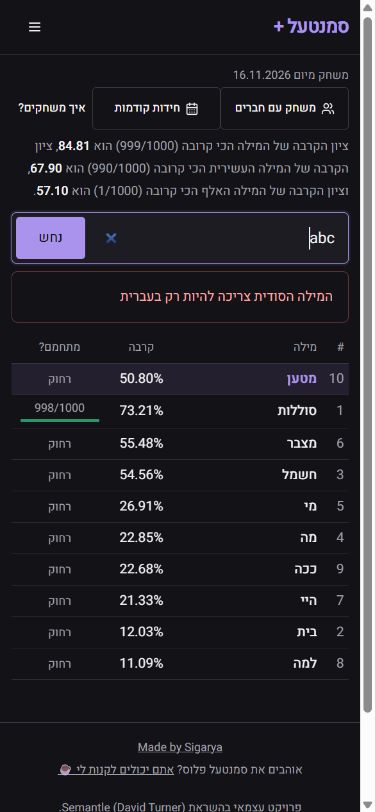 סמנטעל +
משחק מיום 16.11.2026
משחק עם חברים
חידות קודמות
איך משחקים?
ציון הקרבה של המילה הכי קרובה (999/1000) הוא 84.81, ציון
הקרבה של המילה העשירית הכי קרובה (990/1000) הוא 67.90,
וציון הקרבה של המילה האלף הכי קרובה (1/1000) הוא 57.10.
abc
נחש
המילה הסודית צריכה להיות רק בעברית
# מילה קרבה מתחמם?
10 מטען 50.80% רחוק
1 סוללות 73.21% 998/1000
6 מצבר 55.48% רחוק
3 חשמל 54.56% רחוק
5 מי 26.91% רחוק
4 מה 22.85% רחוק
9 ככה 22.68% רחוק
7 היי 21.33% רחוק
2 בית 12.03% רחוק
8 למה 11.09% רחוק
Made by Sigarya
אוהבים את סמנטעל פלוס? אתם יכולים לקנות לי
פרויקט עצמאי בהשראת Semantle (David Turner),